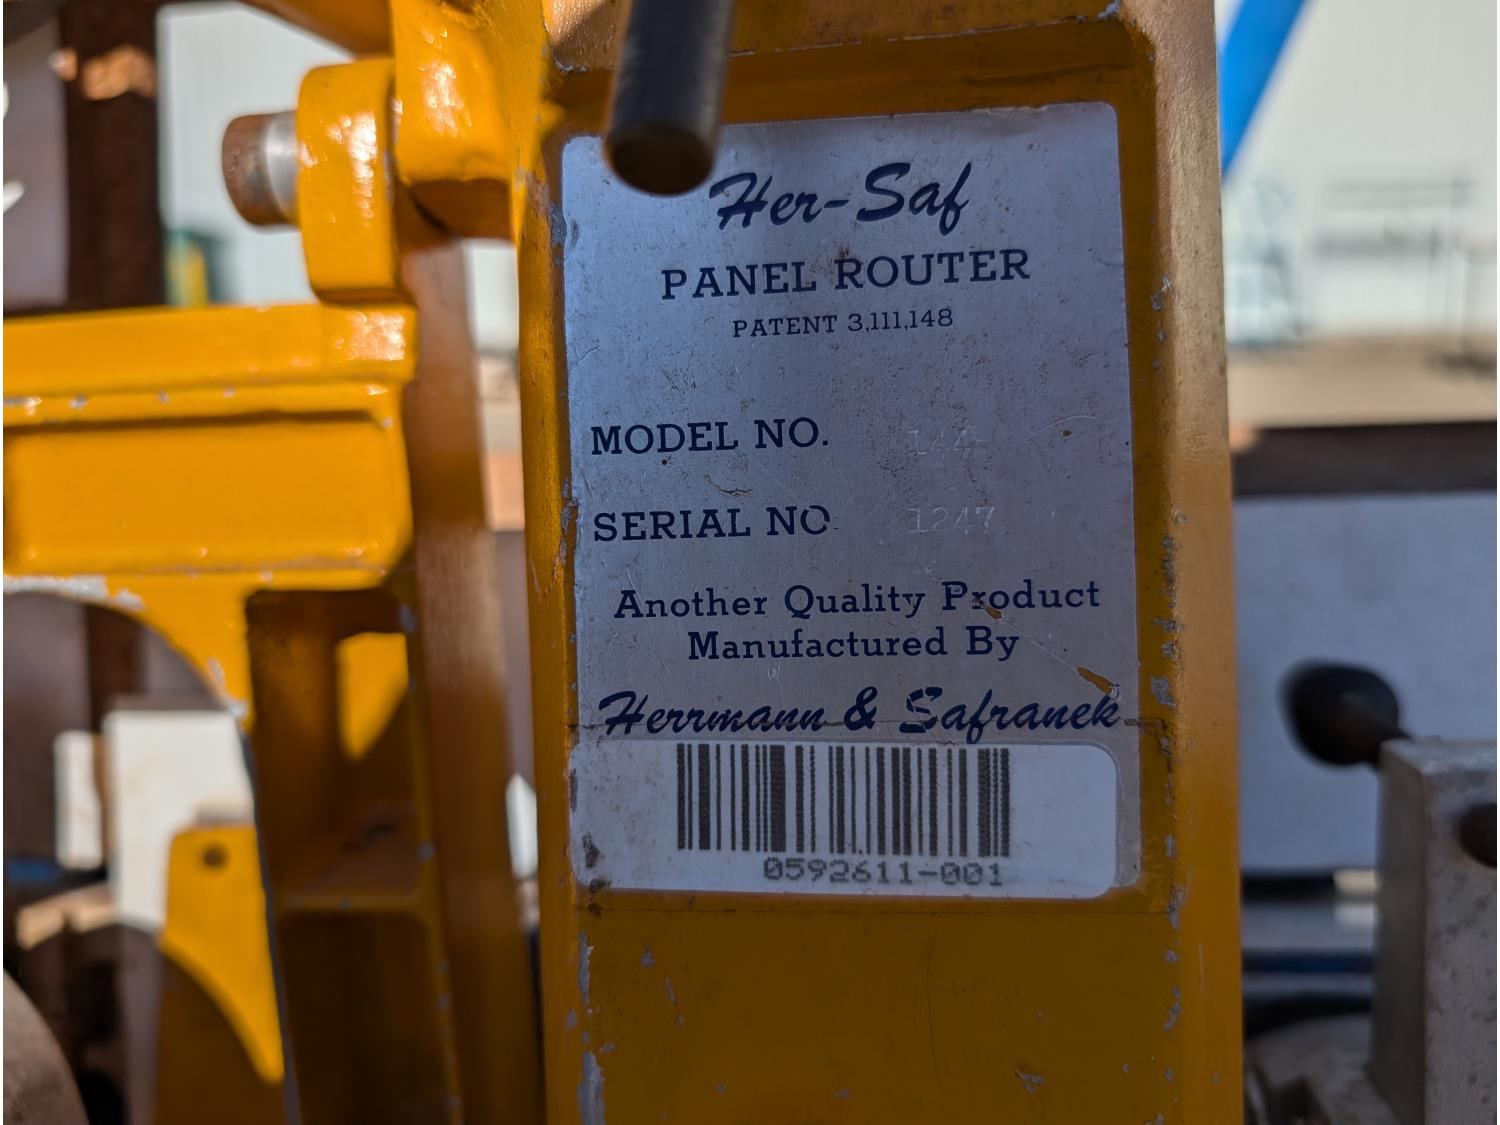 Her-Saf
PANEL ROUTER
PATENT 3,111,148
MODEL NO.
SERIAL NO. 1247
Another Quality Product
Manufactured By
Herrmann & Safranek
0592611-001